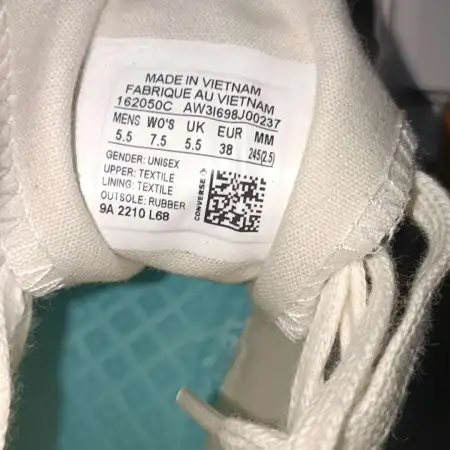 MADE IN VIETNAM
FABRIQUE AU VIETNAM
162050C AW3I698J00237
MENS WO'S UK EUR MM
5.5 7.5 5.5 38 245(2.5)
GENDER: UNISEX
UPPER: TEXTILE
LINING: TEXTILE
OUTSOLE: RUBBER
9A 2210 L68
CONVERSE